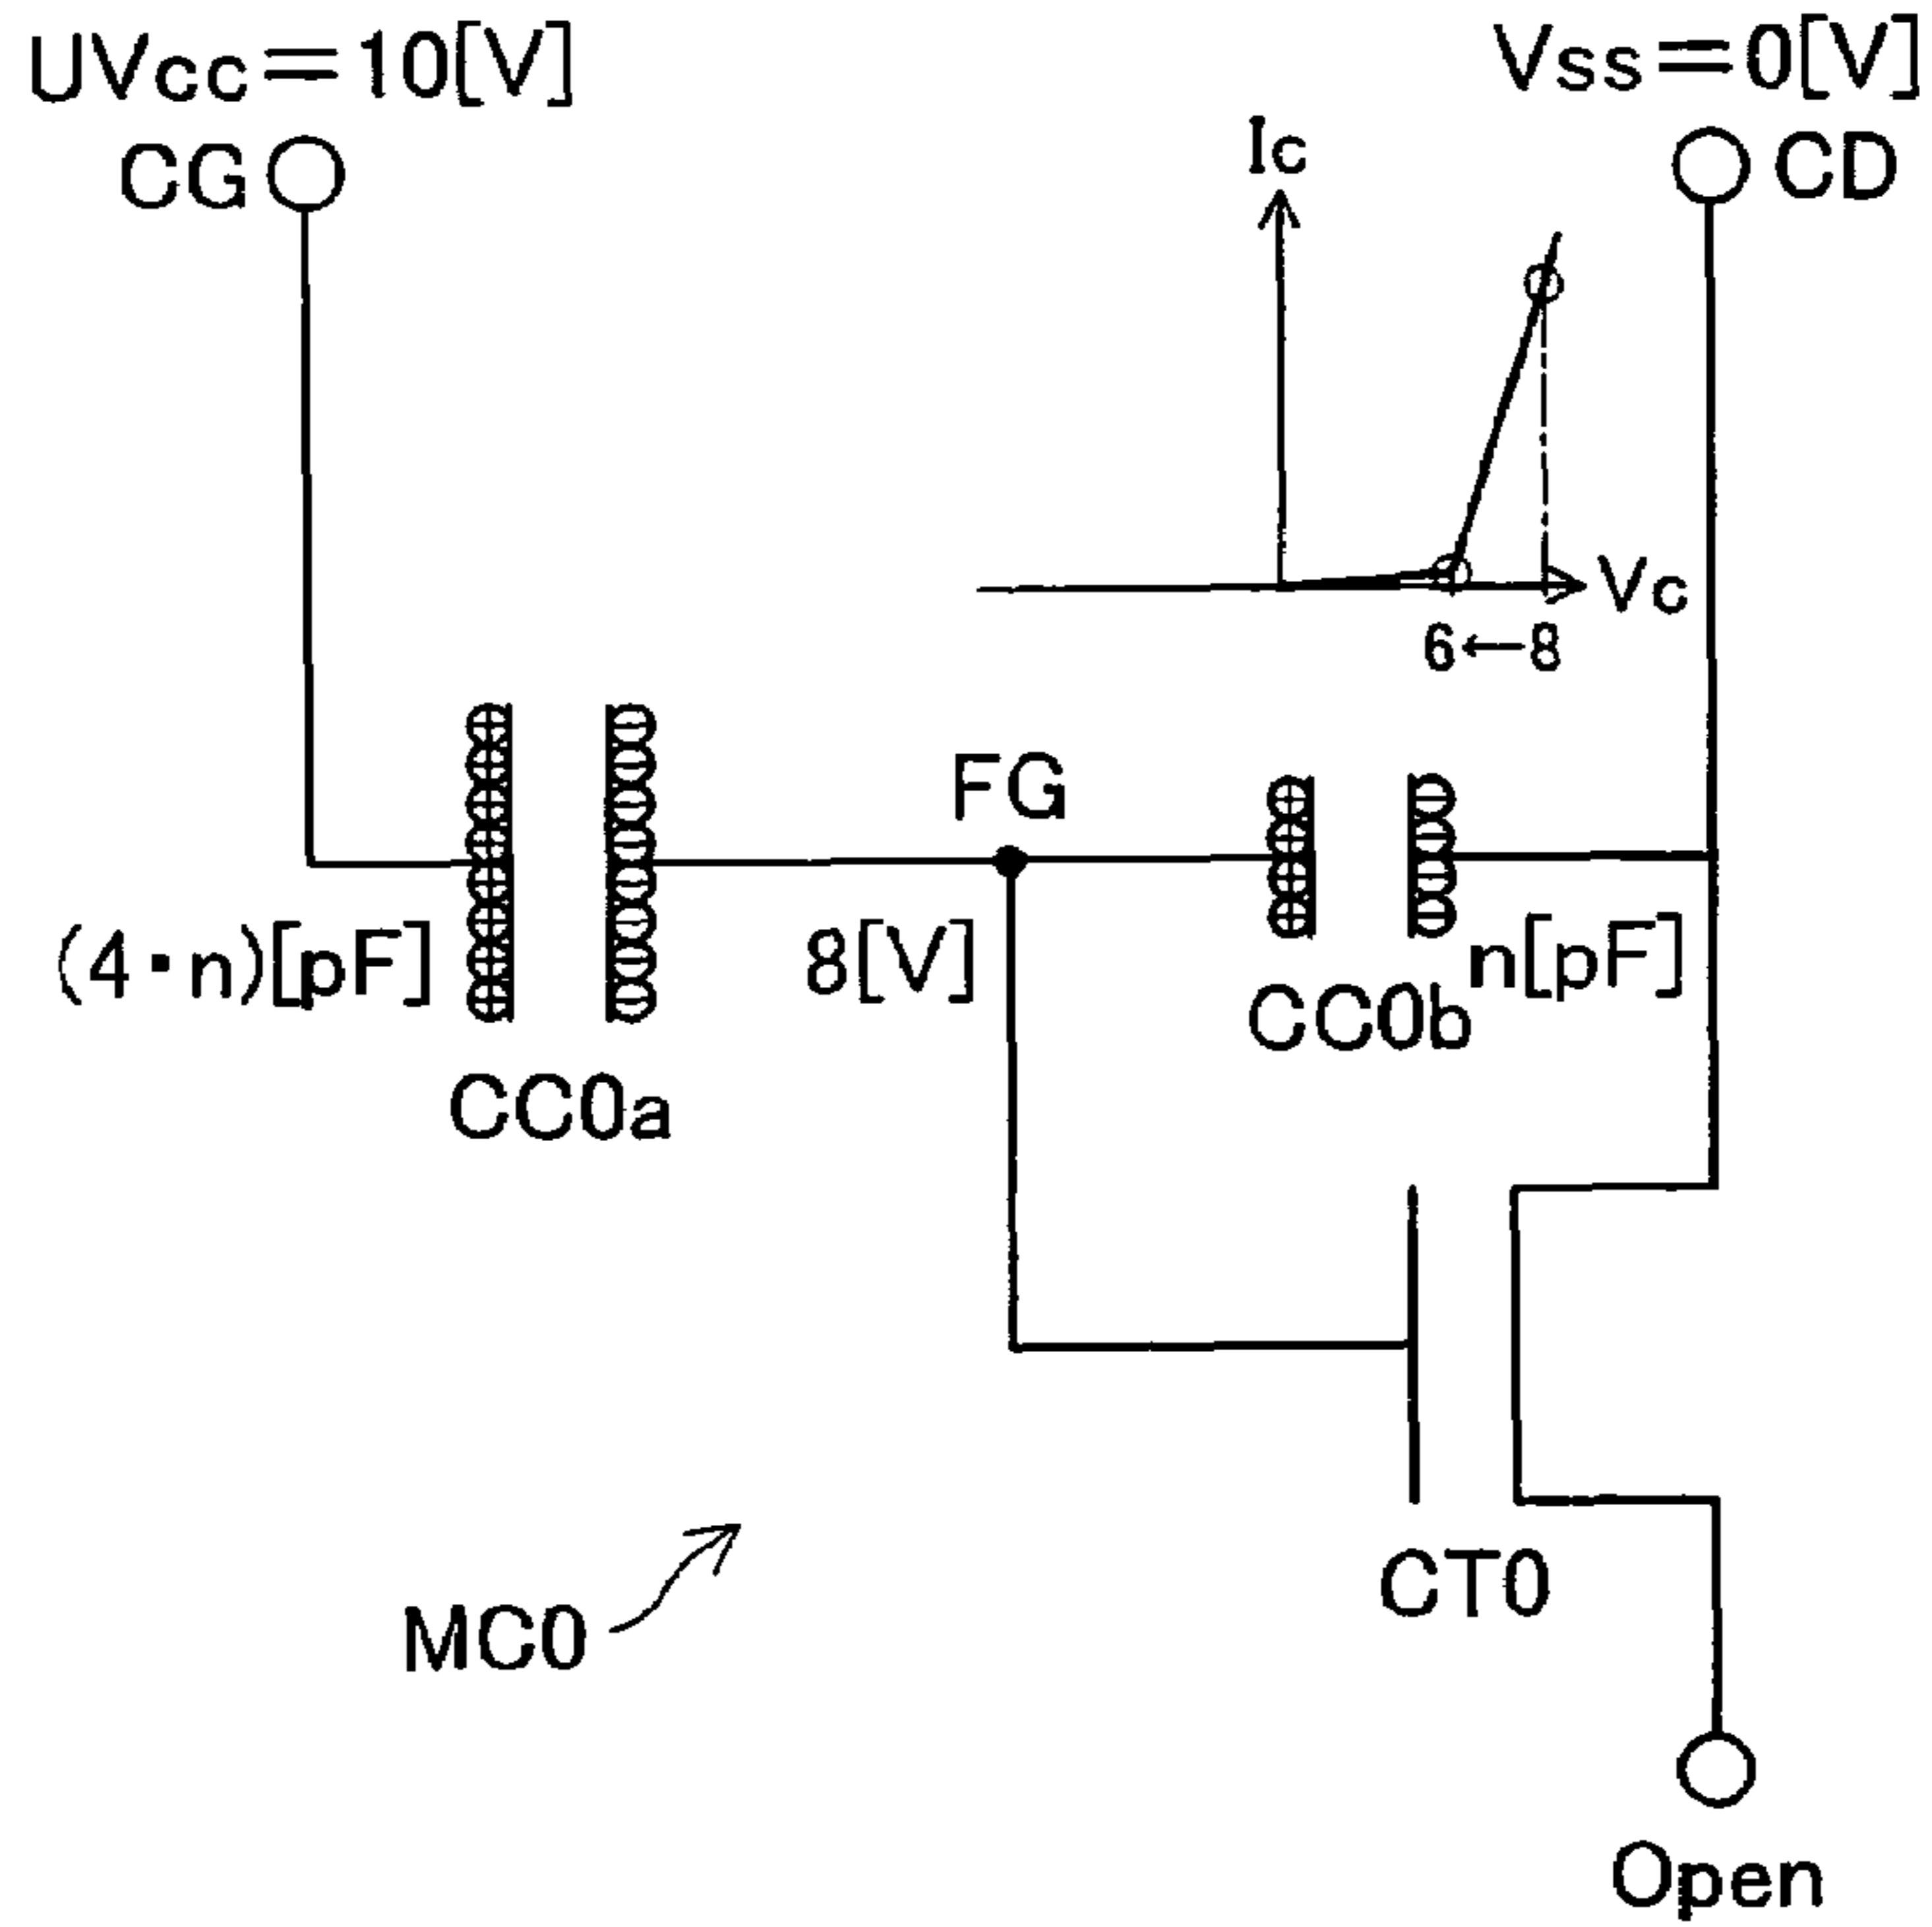 UVcc=10[V]
Vss=0[V]
CG
Ic
CD
Vc
6←8
FG
(4・n)[pF]
8[V]
n[pF]
CC0b
CC0a
CT0
MC0
Open